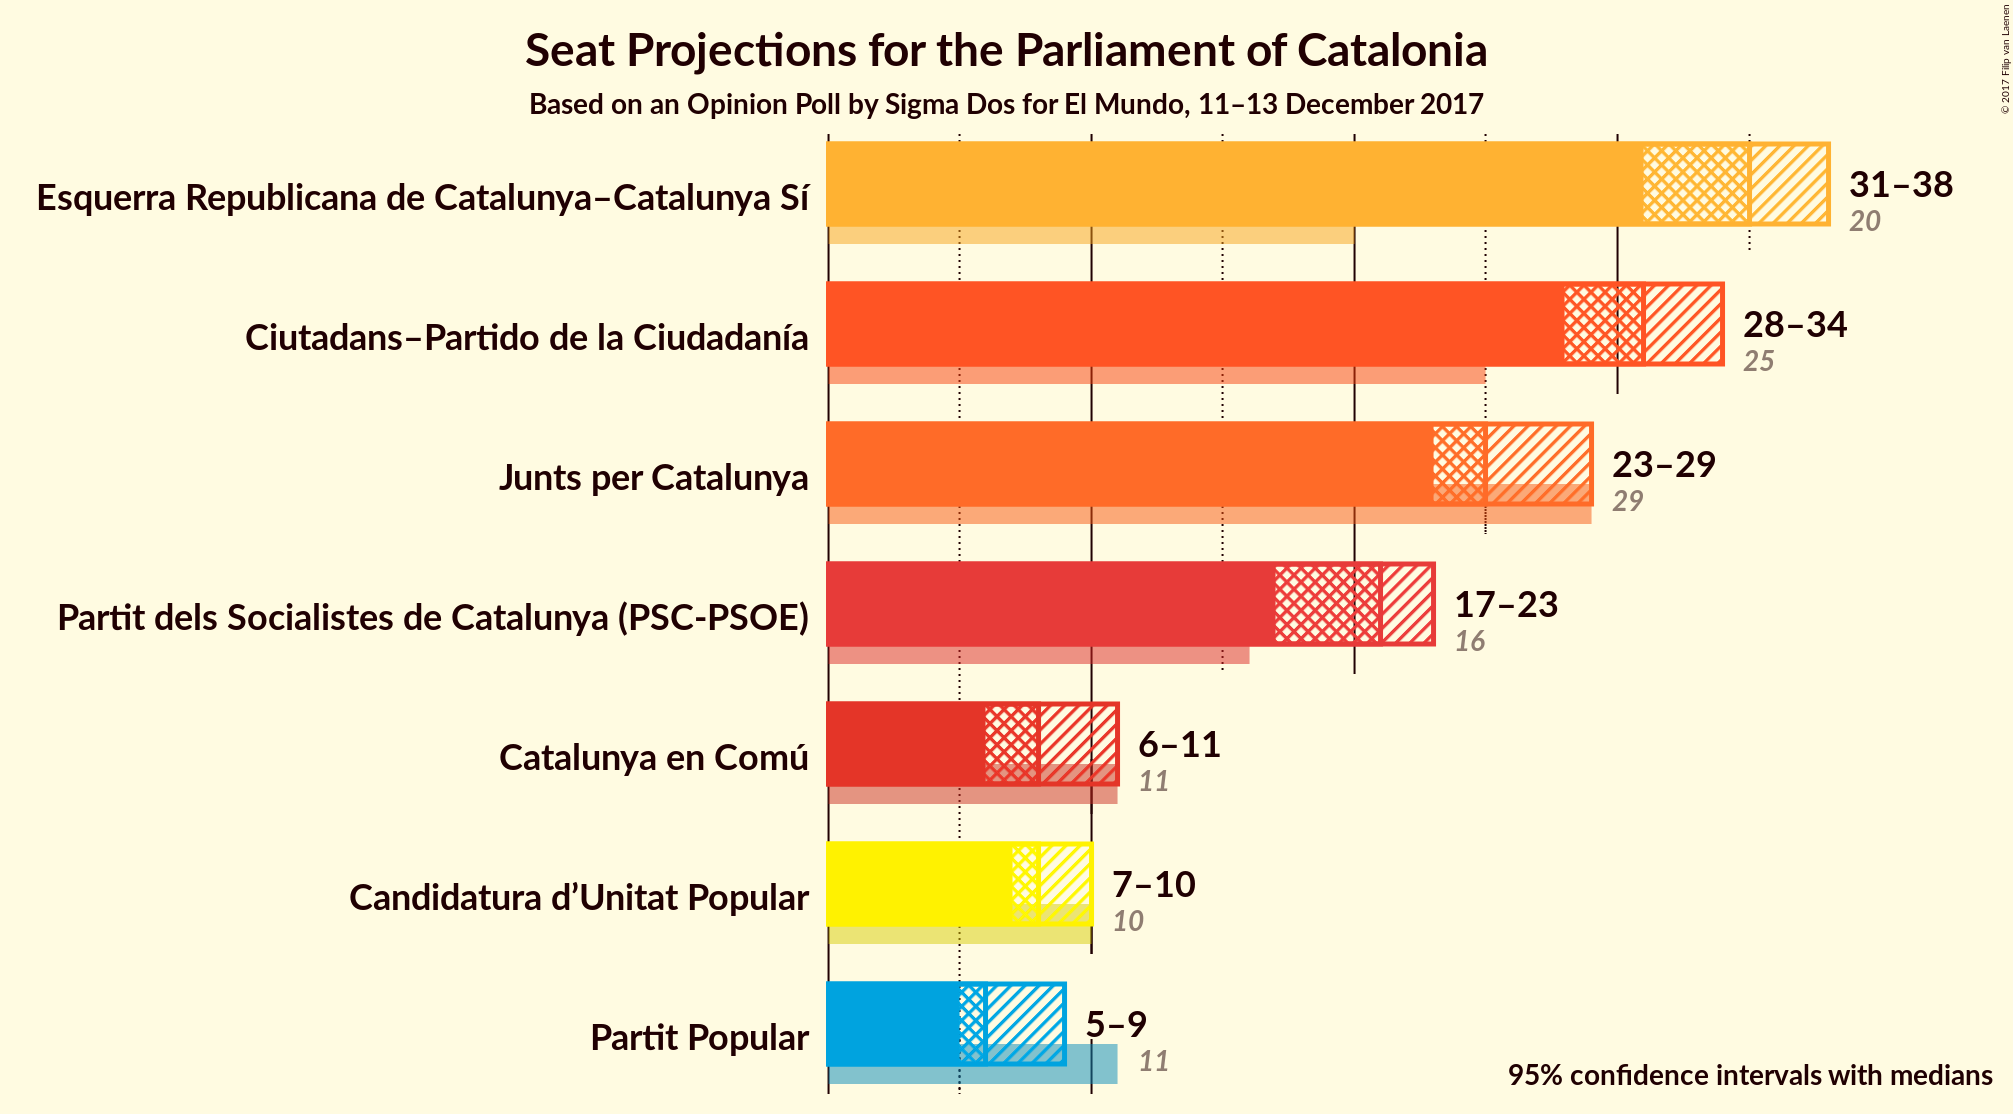 Seat Projections for the Parliament of Catalonia
Based on an Opinion Poll by Sigma Dos for El Mundo, 11–13 December 2017
© 2017 Filip van Laenen
Esquerra Republicana de Catalunya–Catalunya Sí
31–38
20
Ciutadans–Partido de la Ciudadanía
28–34
25
Junts per Catalunya
23–29
29
Partit dels Socialistes de Catalunya (PSC-PSOE)
17–23
16
Catalunya en Comú
6–11
11
Candidatura d’Unitat Popular
7–10
10
Partit Popular
5–9
11
95% confidence intervals with medians